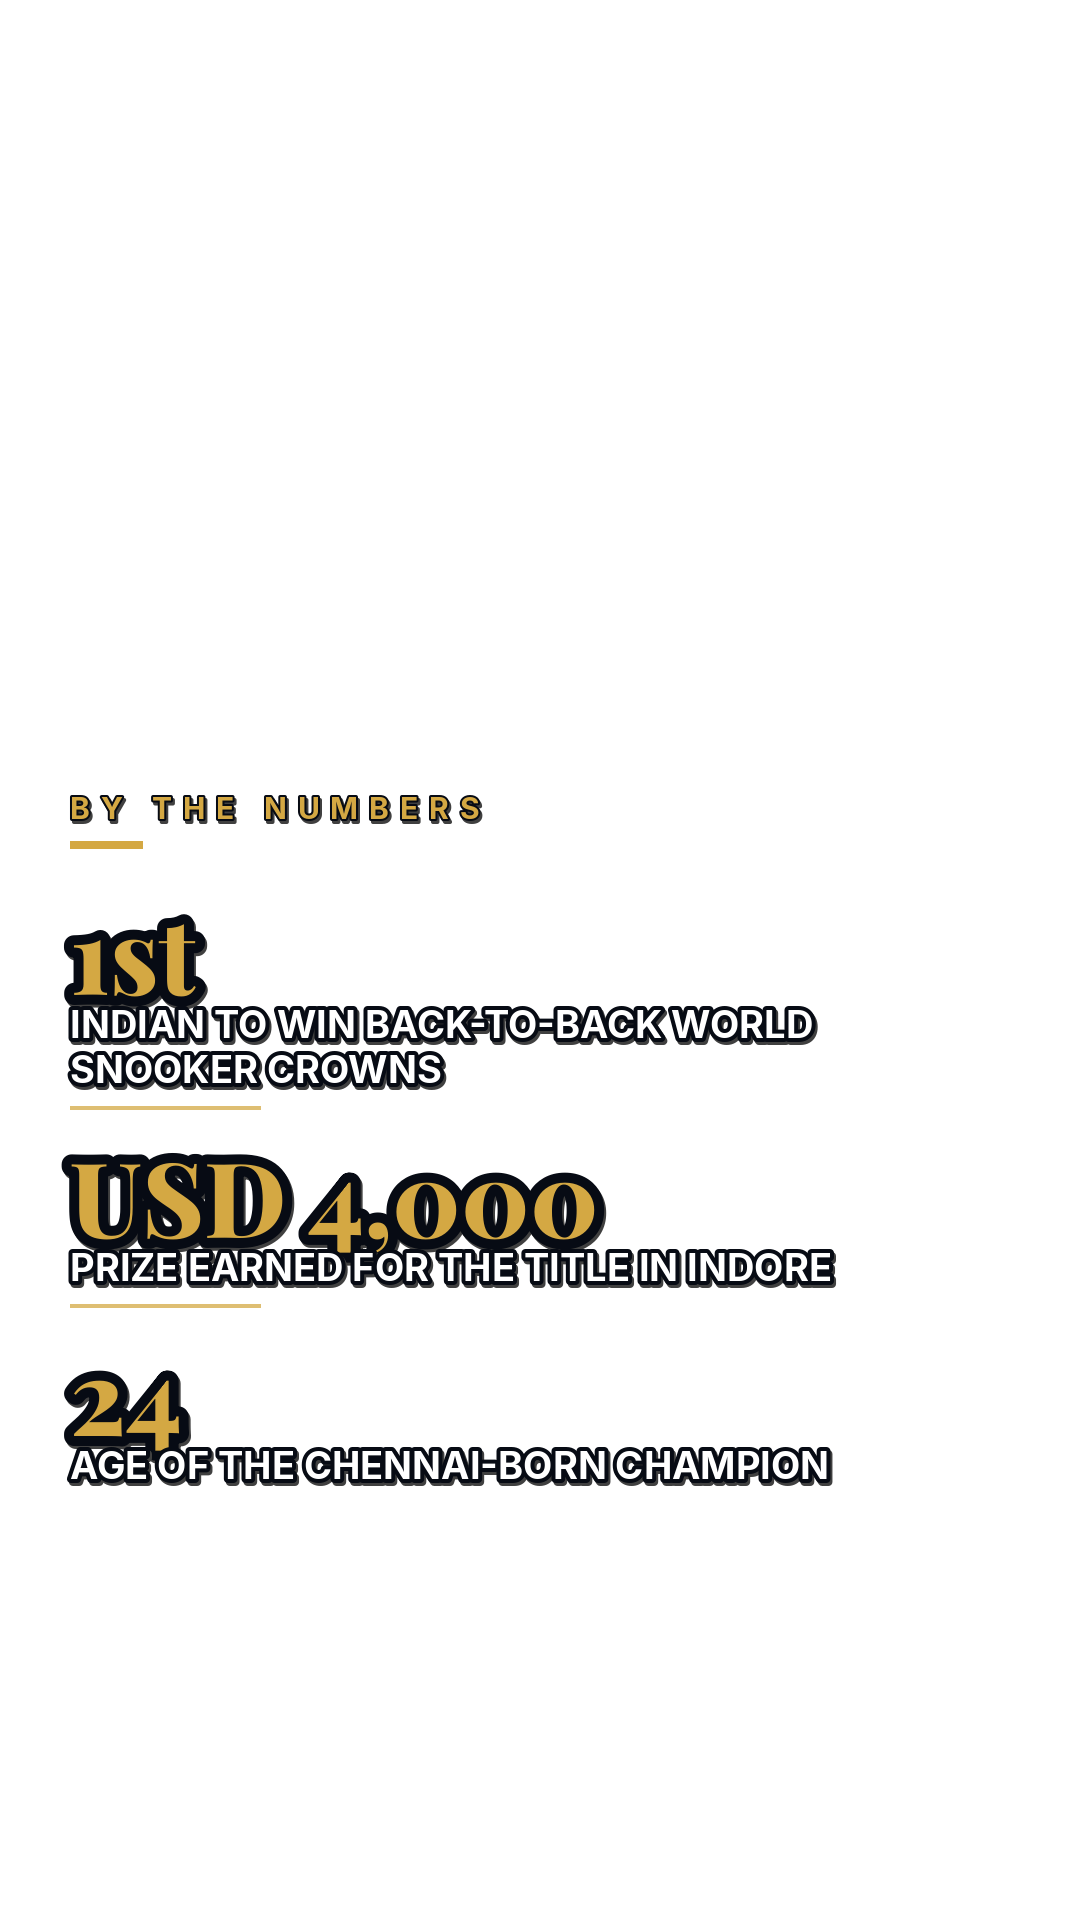 BY THE NUMBERS
1st
INDIAN TO WIN BACK-TO-BACK WORLD
SNOOKER CROWNS
USD 4,000
PRIZE EARNED FOR THE TITLE IN INDORE
24
AGE OF THE CHENNAI-BORN CHAMPION